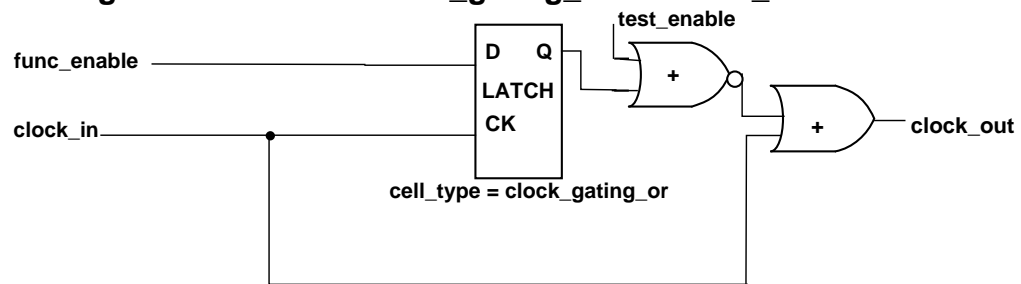 test_enable
func_enable
D Q
+
LATCH
clock_in
CK
+
clock_out
cell_type = clock_gating_or